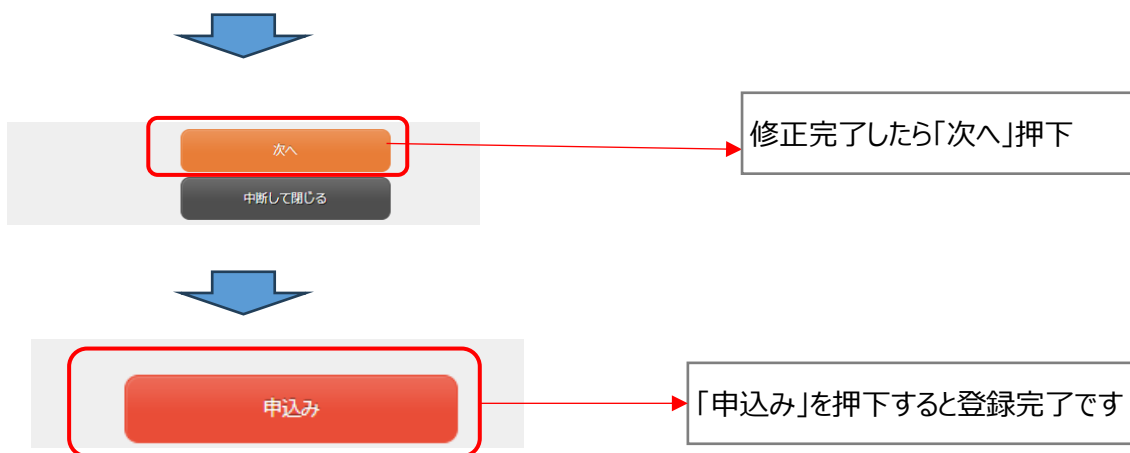 次へ
修正完了したら「次へ」押下
中断して閉じる
申込み
「申込み」を押下すると登録完了です